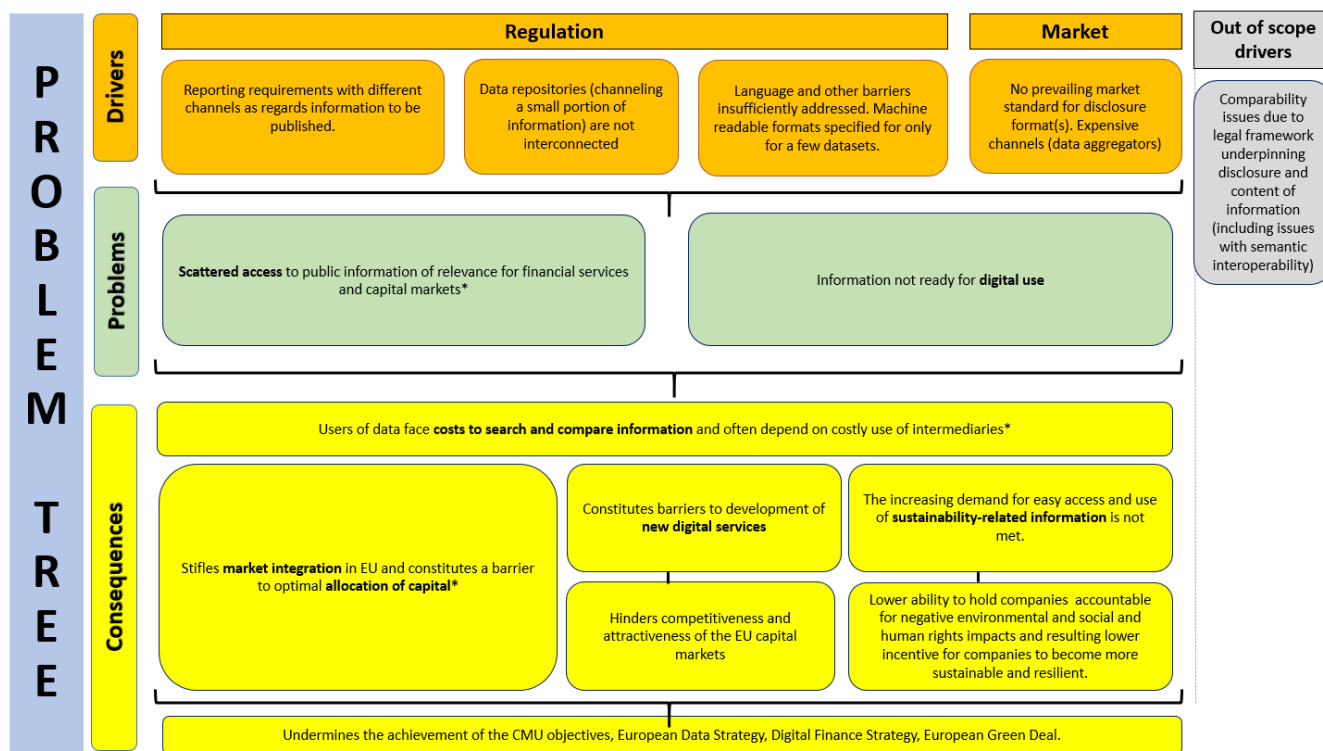 PROBLEM TREE
Drivers
Regulation
Market
Out of scope
drivers
Reporting requirements with different
channels as regards information to be
published.
Data repositories (channeling
a small portion of
information) are not
interconnected
Language and other barriers
insufficiently addressed. Machine
readable formats specified for only
for a few datasets.
No prevailing market
standard for disclosure
format(s). Expensive
channels (data aggregators)
Comparability
issues due to
legal framework
underpinning
disclosure and
content of
information
(including issues
with semantic
interoperability)
Problems
Scattered access to public information of relevance for financial services
and capital markets*
Information not ready for digital use
Consequences
Users of data face costs to search and compare information and often depend on costly use of intermediaries*
Stifles market integration in EU and constitutes a barrier
to optimal allocation of capital*
Constitutes barriers to development of
new digital services
The increasing demand for easy access and use
of sustainability-related information is not
met.
Hinders competitiveness and
attractiveness of the EU capital
markets
Lower ability to hold companies accountable
for negative environmental and social and
human rights impacts and resulting lower
incentive for companies to become more
sustainable and resilient.
Undermines the achievement of the CMU objectives, European Data Strategy, Digital Finance Strategy, European Green Deal.